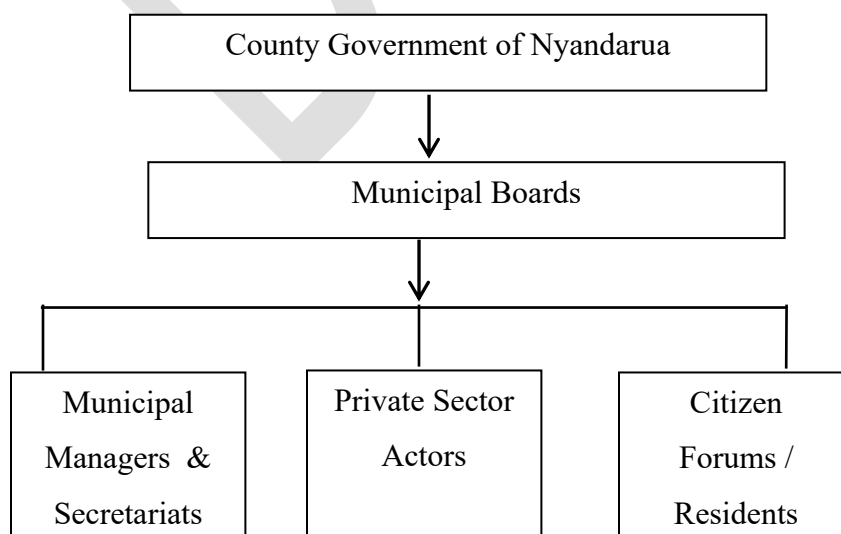 County Government of Nyandarua
Municipal Boards
Municipal
Managers &
Secretariats
Private Sector
Actors
Citizen
Forums /
Residents